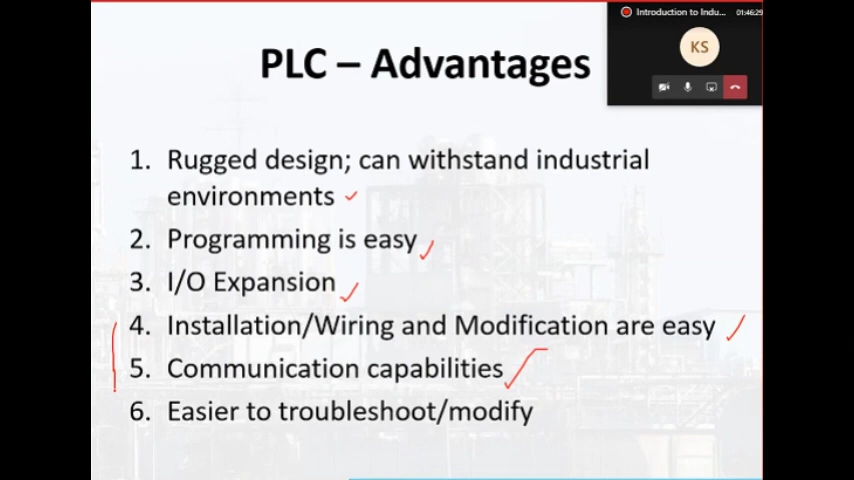 Introduction to Indu... 01:46:29
KS
PLC – Advantages
1. Rugged design; can withstand industrial
environments
2. Programming is easy
3. I/O Expansion
4. Installation/Wiring and Modification are easy
5. Communication capabilities
6. Easier to troubleshoot/modify